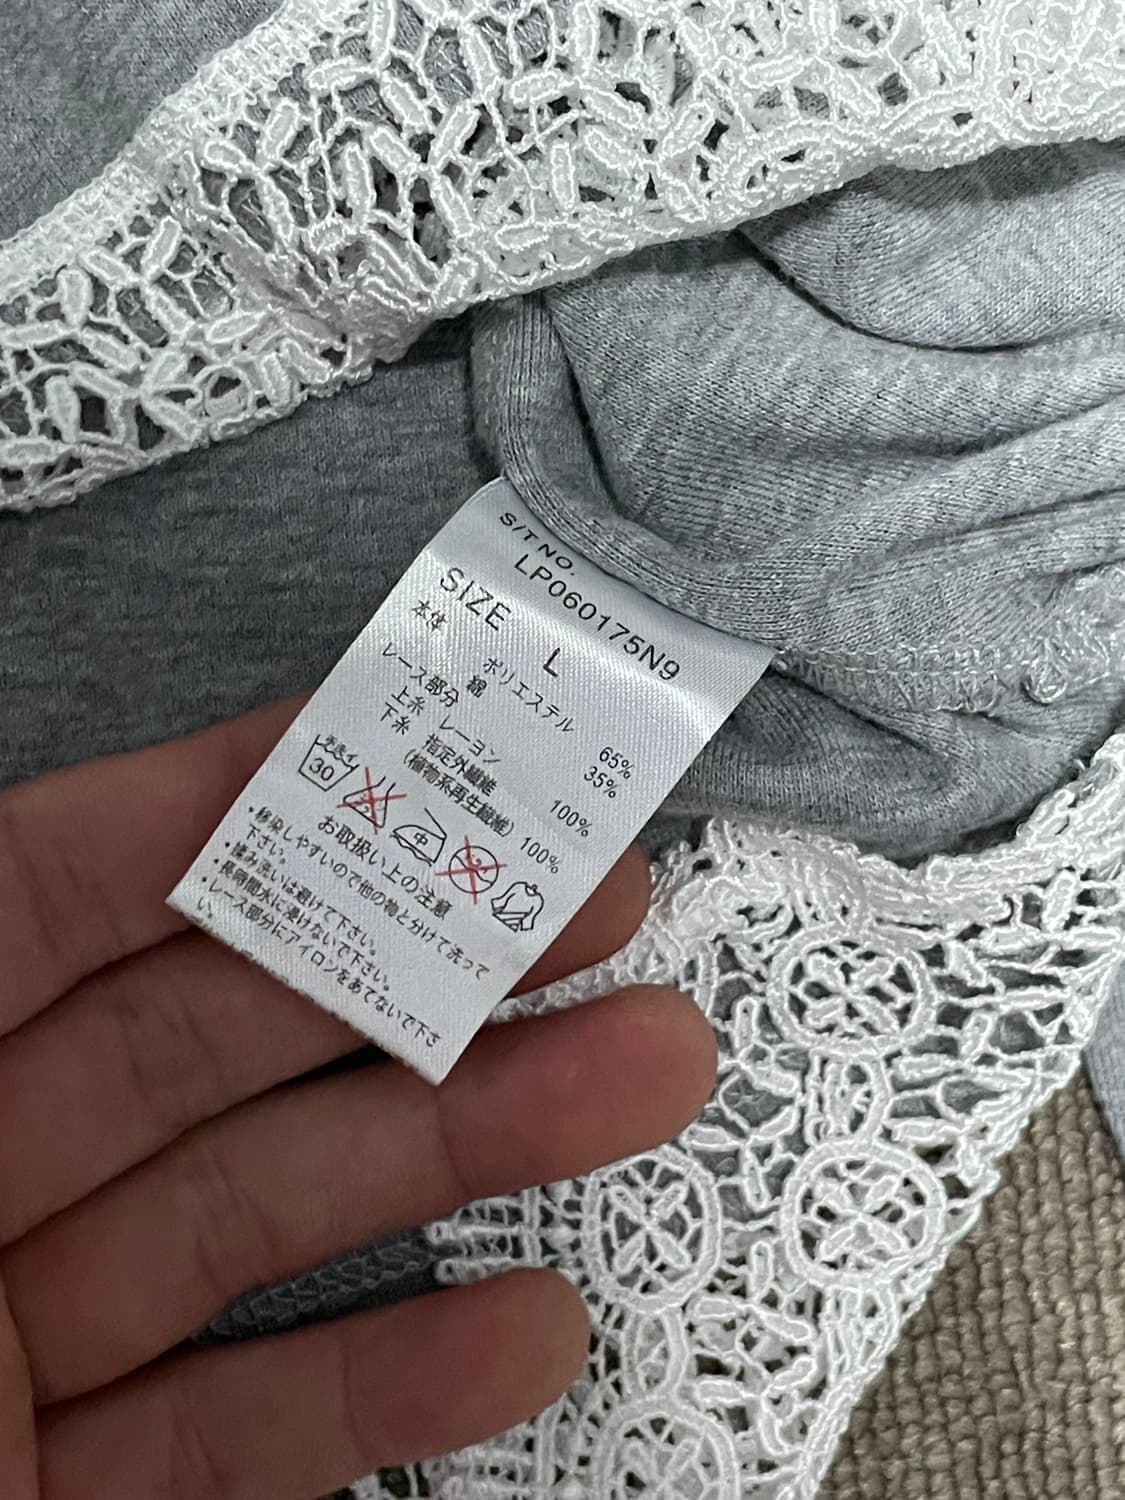 S/T NO.
LP060175N9
SIZE L
本体
ポリエステル 65%
綿 35%
レース部分
上糸 レーヨン 100%
下糸 指定外繊維
(植物系再生繊維) 100%
30 中
お取扱い上の注意
・移染しやすいので他の物と分けて洗って
下さい。
・揉み洗いは避けて下さい。
・長時間水に浸けないで下さい。
・レース部分にアイロンをあてないで下さ
い。